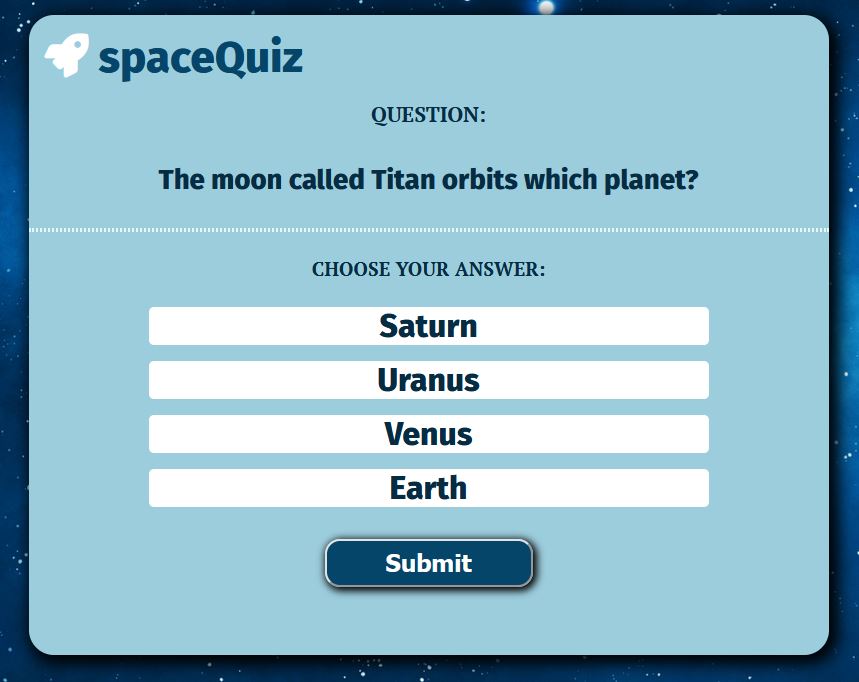 spaceQuiz
QUESTION:
The moon called Titan orbits which planet?
CHOOSE YOUR ANSWER:
Saturn
Uranus
Venus
Earth
Submit